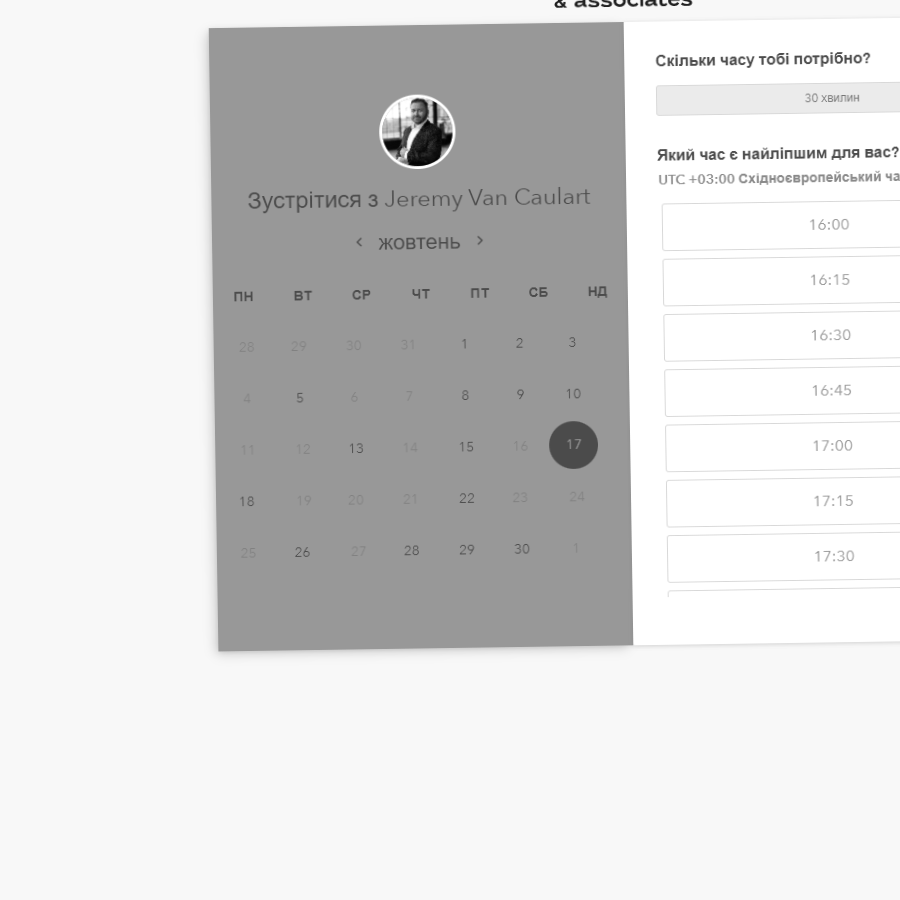 & associates
Зустрітися з Jeremy Van Caulart
жовтень
ПН ВТ СР ЧТ ПТ СБ НД
28 29 30 31 1 2 3
4 5 6 7 8 9 10
11 12 13 14 15 16 17
18 19 20 21 22 23 24
25 26 27 28 29 30 1
Скільки часу тобі потрібно?
30 хвилин
Який час є найліпшим для вас?
UTC +03:00 Східноєвропейський ча
16:00
16:15
16:30
16:45
17:00
17:15
17:30